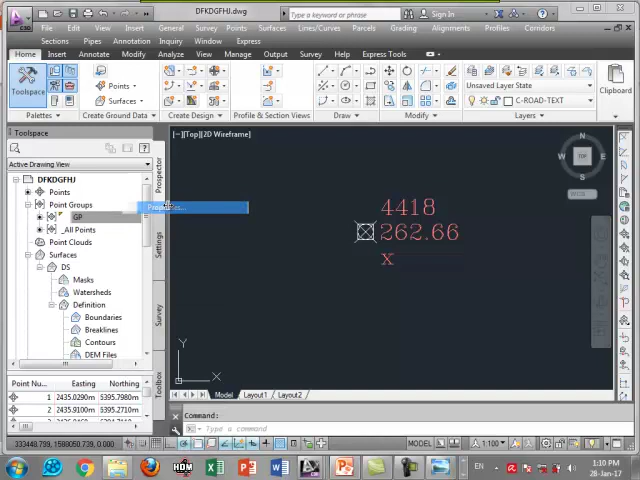 DFKDGFHJ.dwg
Type a keyword or phrase
Sign In
File Edit View Insert General Survey Points Surfaces Lines/Curves Parcels Grading Alignments Profiles Corridors
Sections Pipes Annotation Inquiry Window Express
Home Insert Annotate Modify Analyze View Manage Output Survey Help Express Tools
Toolspace
Points
Surfaces
Unsaved Layer State
C-ROAD-TEXT
Clipboard
Palettes
Create Ground Data
Create Design
Profile & Section Views
Draw
Modify
Layers
Toolspace
[−][Top][2D Wireframe]
Active Drawing View
DFKDGFHJ
Points
Point Groups
GP
_All Points
Point Clouds
Surfaces
DS
Masks
Watersheds
Definition
Boundaries
Breaklines
Contours
DEM Files
Prospector
Settings
Survey
Toolbox
4418
262.66
x
N
W
TOP
E
S
WCS
Y
X
Point Nu... Easting Northing
1 2435.0290m 5395.7980m
2 2435.9100m 5395.2710m
Model Layout1 Layout2
Command:
Type a command
333448.799, 1588050.739, 0.000
MODEL
1:100
EN
1:10 PM
28-Jan-17